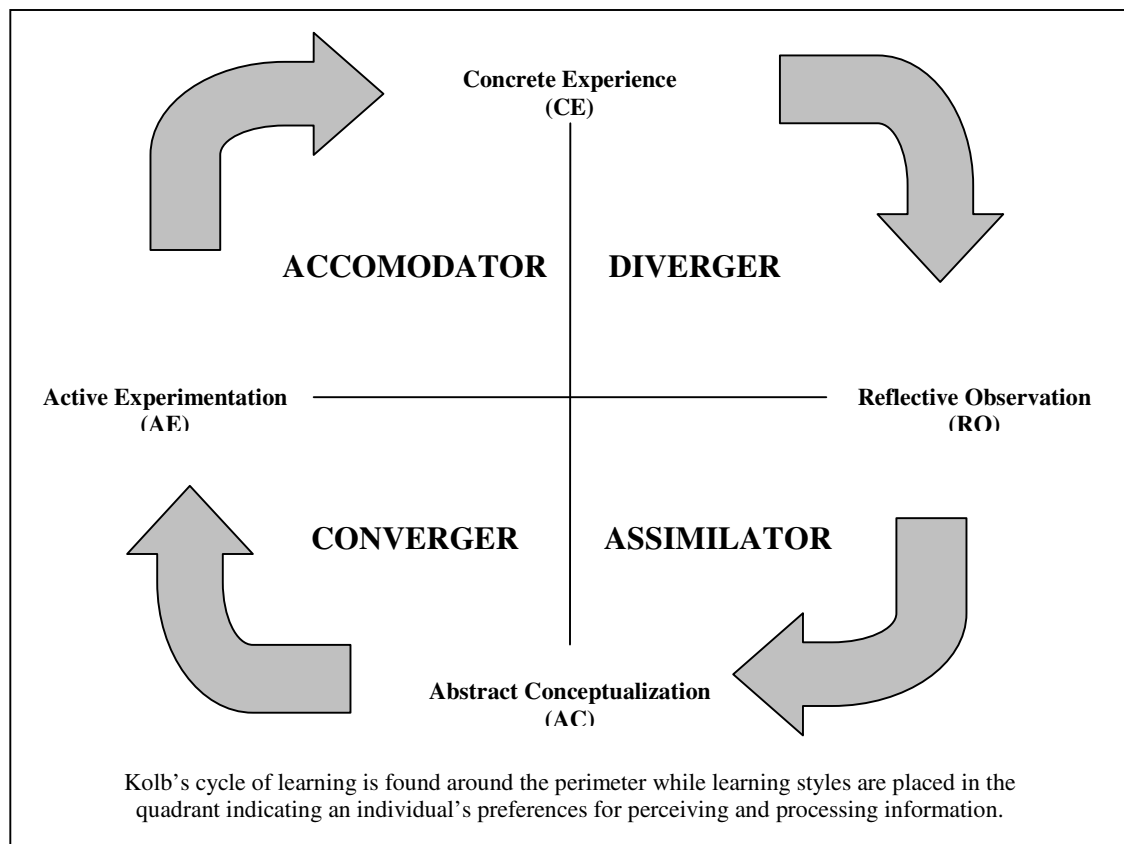 Concrete Experience
(CE)
ACCOMODATOR
DIVERGER
Active Experimentation
(AE)
Reflective Observation
(RO)
CONVERGER
ASSIMILATOR
Abstract Conceptualization
(AC)
Kolb’s cycle of learning is found around the perimeter while learning styles are placed in the
quadrant indicating an individual’s preferences for perceiving and processing information.